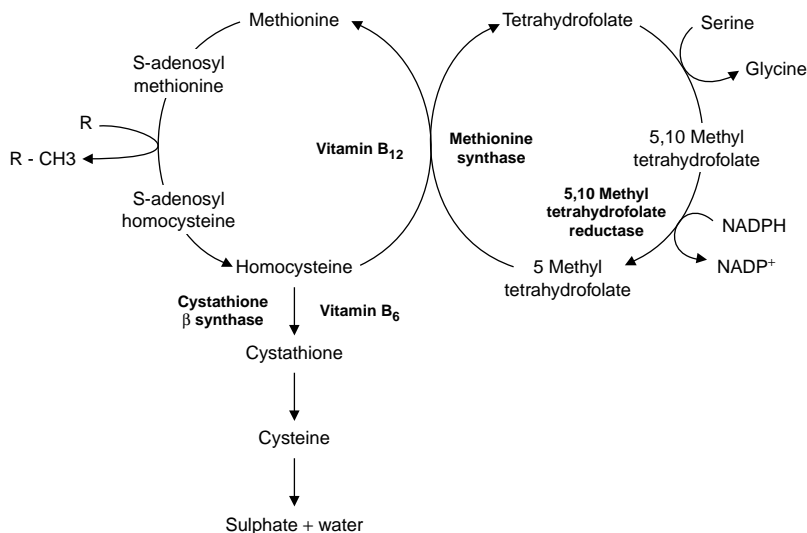 Methionine
Tetrahydrofolate
Serine
Glycine
S-adenosyl
methionine
R
R - CH3
Vitamin B12
Methionine
synthase
5,10 Methyl
tetrahydrofolate
S-adenosyl
homocysteine
5,10 Methyl
tetrahydrofolate
reductase
NADPH
NADP+
Homocysteine
5 Methyl
tetrahydrofolate
Cystathione
β synthase
Vitamin B6
Cystathione
Cysteine
Sulphate + water